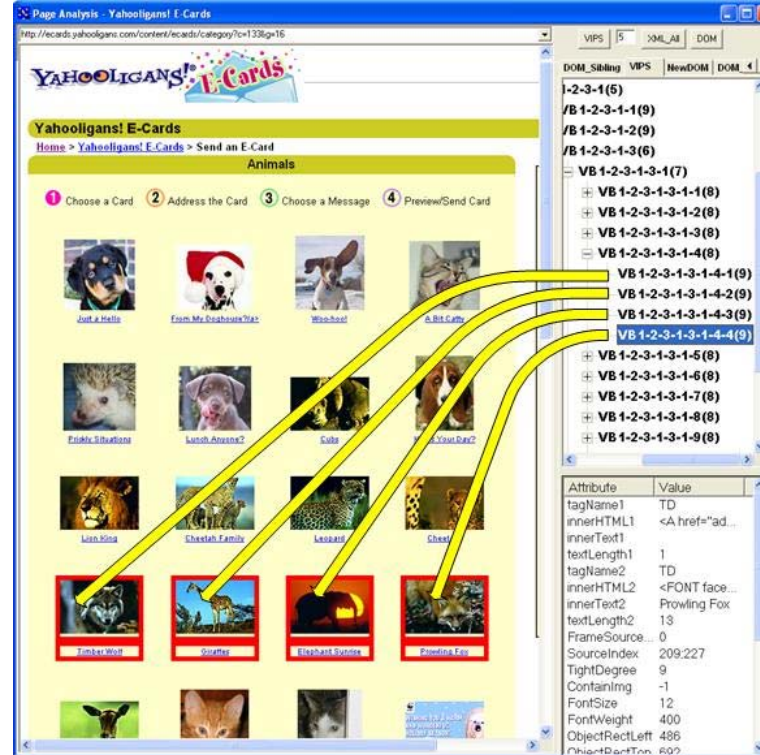 Page Analysis - Yahooligans! E-Cards
http://ecards.yahooligans.com/content/ecards/category?c=133&g=16
VIPS 5 XML_All DOM
DOM_Sibling VIPS NewDOM DOM_
YAHOOLIGANS! E-Cards
Yahooligans! E-Cards
Home > Yahooligans! E-Cards > Send an E-Card
Animals
1 Choose a Card 2 Address the Card 3 Choose a Message 4 Preview/Send Card
Just a Hello From My Doghouse?/a> Woo-hoo! A Bit Catty
Prickly Situations Lunch Anyone? Cubs Your Day?
Lion King Cheetah Family Leopard Cheet
Timber Wolf Giraffes Elephant Sunrise Prowling Fox
WWF
I-2-3-1(5)
/B 1-2-3-1-1(9)
/B 1-2-3-1-2(9)
/B 1-2-3-1-3(6)
VB 1-2-3-1-3-1(7)
VB 1-2-3-1-3-1-1(8)
VB 1-2-3-1-3-1-2(8)
VB 1-2-3-1-3-1-3(8)
VB 1-2-3-1-3-1-4(8)
VB 1-2-3-1-3-1-4-1(9)
VB 1-2-3-1-3-1-4-2(9)
VB 1-2-3-1-3-1-4-3(9)
VB 1-2-3-1-3-1-4-4(9)
VB 1-2-3-1-3-1-5(8)
VB 1-2-3-1-3-1-6(8)
VB 1-2-3-1-3-1-7(8)
VB 1-2-3-1-3-1-8(8)
VB 1-2-3-1-3-1-9(8)
Attribute Value
tagName1 TD
innerHTML1 <A href="ad...
innerText1
textLength1 1
tagName2 TD
innerHTML2 <FONT face...
innerText2 Prowling Fox
textLength2 13
FrameSource... 0
SourceIndex 209;227
TightDegree 9
ContainImg -1
FontSize 12
FontWeight 400
ObjectRectLeft 486
ObjectRectTop 692